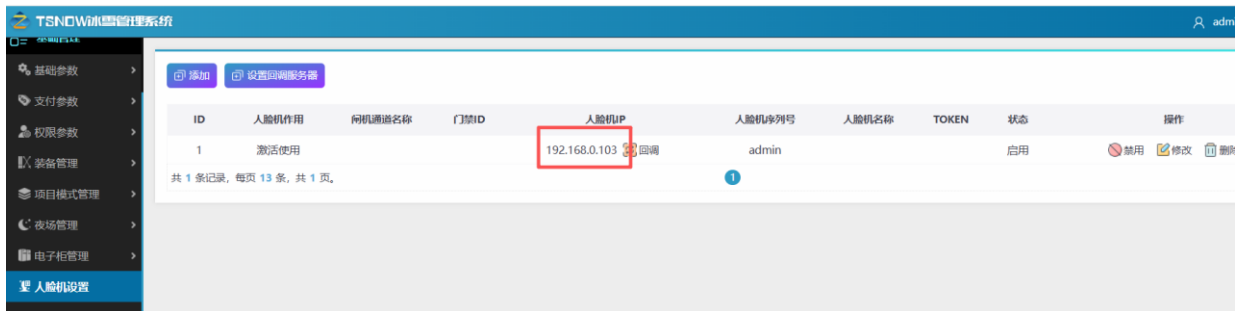 TSNOW冰雪管理系统
adm
基础管理
基础参数
支付参数
权限参数
装备管理
项目模式管理
夜场管理
电子柜管理
人脸机设置
添加 设置回调服务器
ID 人脸机作用 闸机通道名称 门禁ID 人脸机IP 人脸机序列号 人脸机名称 TOKEN 状态 操作
1 激活使用 192.168.0.103 回调 admin 启用 禁用 修改 删除
共 1 条记录，每页 13 条，共 1 页。 1